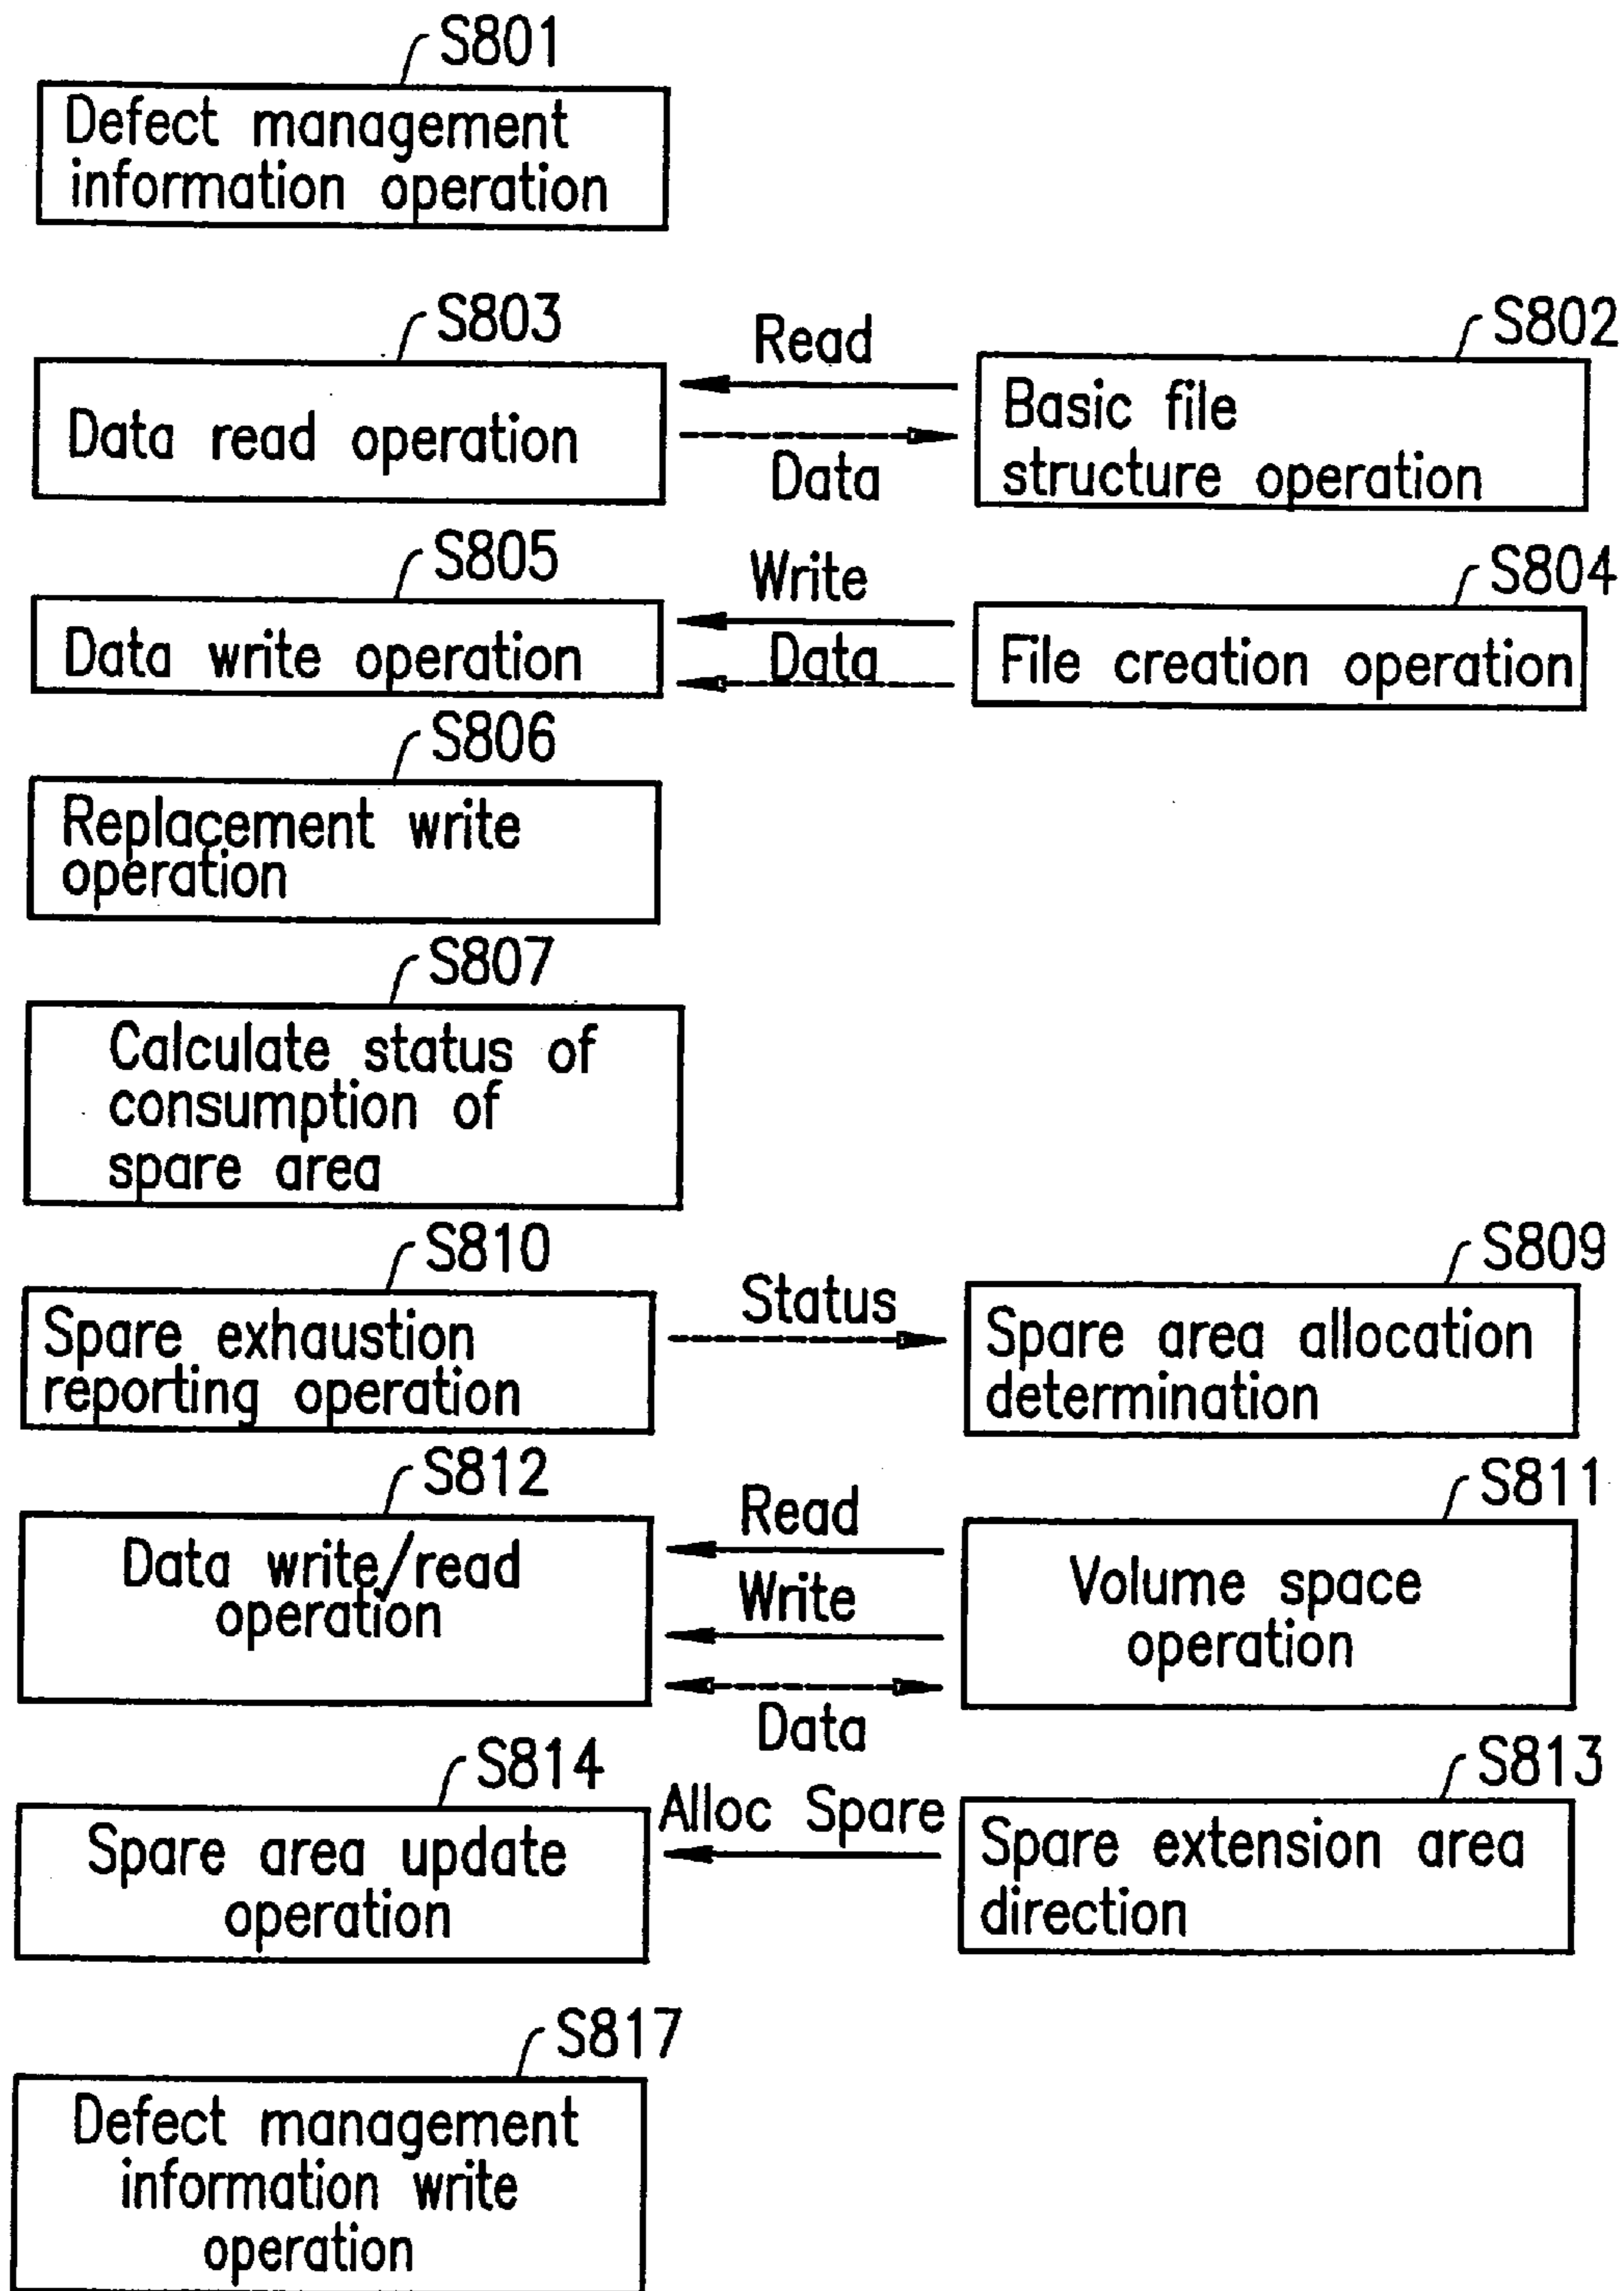 S801
Defect management
information operation
S803
Read
S802
Data read operation
Data
Basic file
structure operation
S805
Write
S804
Data write operation
Data
File creation operation
S806
Replacement write
operation
S807
Calculate status of
consumption of
spare area
S810
S809
Spare exhaustion
reporting operation
Status
Spare area allocation
determination
S812
S811
Data write/read
operation
Read
Write
Data
Volume space
operation
S814
S813
Spare area update
operation
Alloc Spare
Spare extension area
direction
S817
Defect management
information write
operation